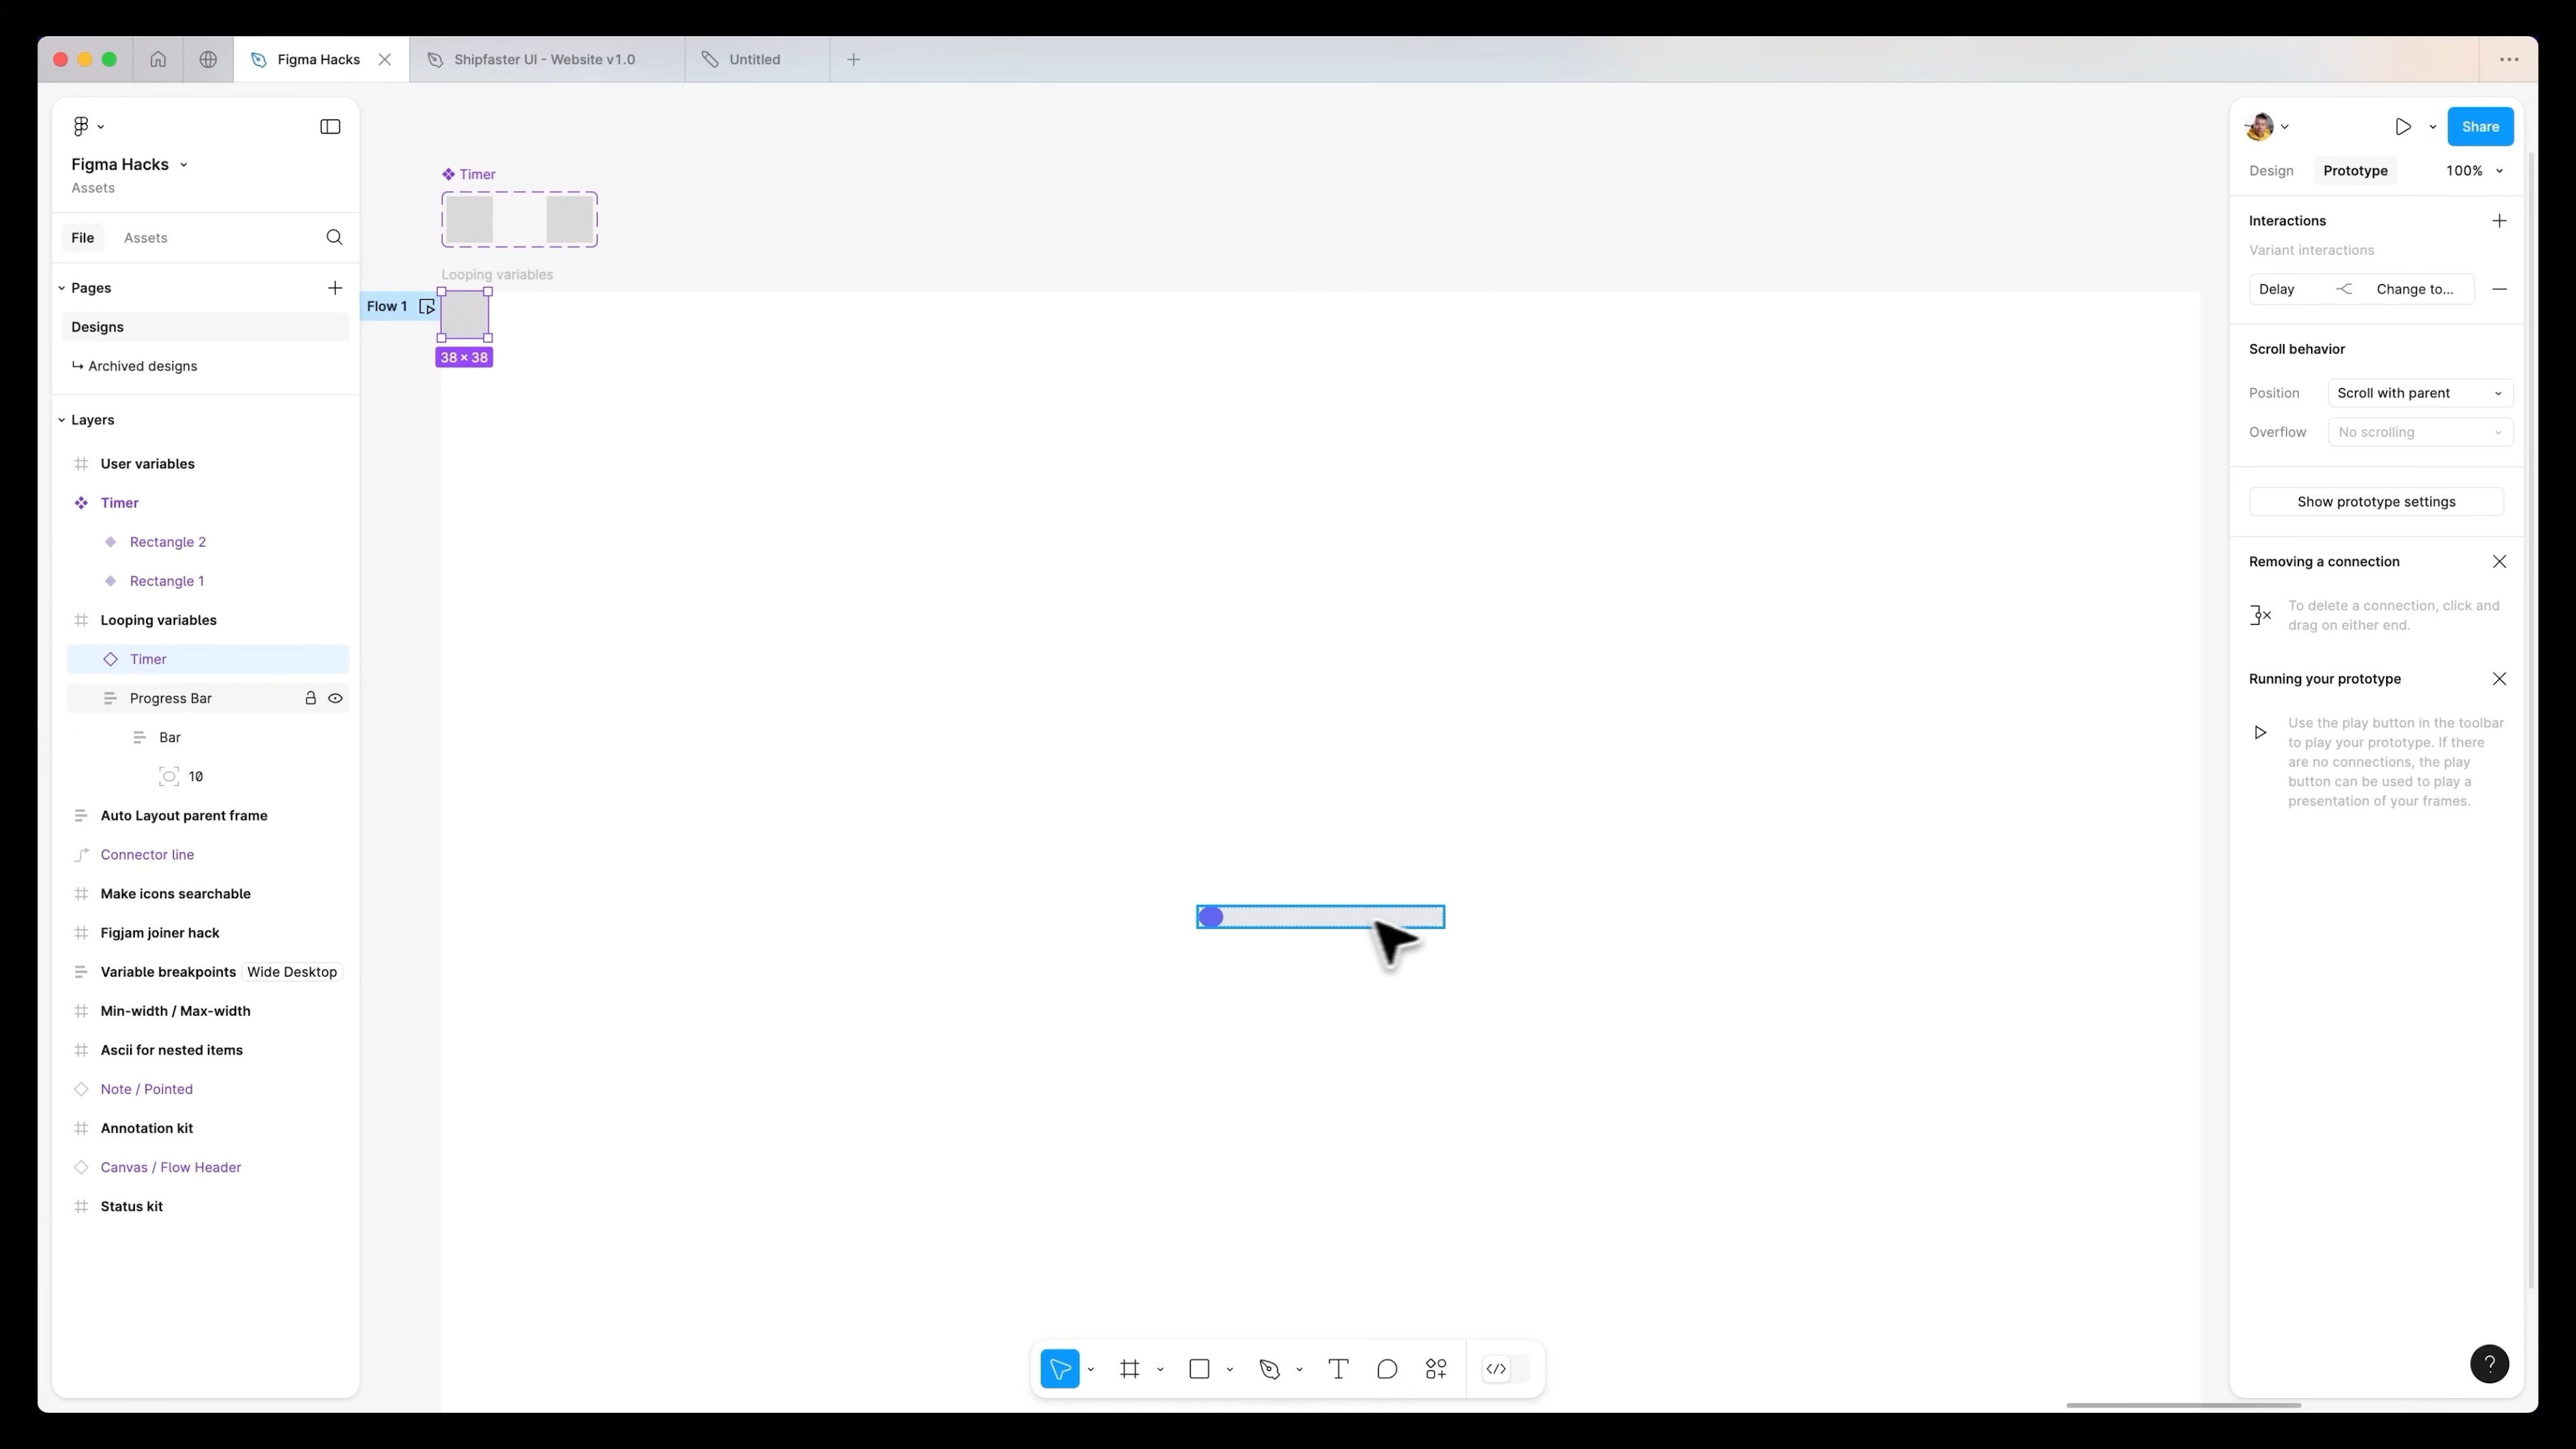 Figma Hacks
Shipfaster UI - Website v1.0
Untitled
Figma Hacks
Assets
File
Assets
Pages
Designs
Archived designs
Layers
User variables
Timer
Rectangle 2
Rectangle 1
Looping variables
Timer
Progress Bar
Bar
10
Auto Layout parent frame
Connector line
Make icons searchable
Figjam joiner hack
Variable breakpoints Wide Desktop
Min-width / Max-width
Ascii for nested items
Note / Pointed
Annotation kit
Canvas / Flow Header
Status kit
Timer
Looping variables
Flow 1
38 × 38
Share
Design
Prototype
100%
Interactions
Variant interactions
Delay
Change to...
Scroll behavior
Position
Scroll with parent
Overflow
No scrolling
Show prototype settings
Removing a connection
To delete a connection, click and
drag on either end.
Running your prototype
Use the play button in the toolbar
to play your prototype. If there
are no connections, the play
button can be used to play a
presentation of your frames.
?